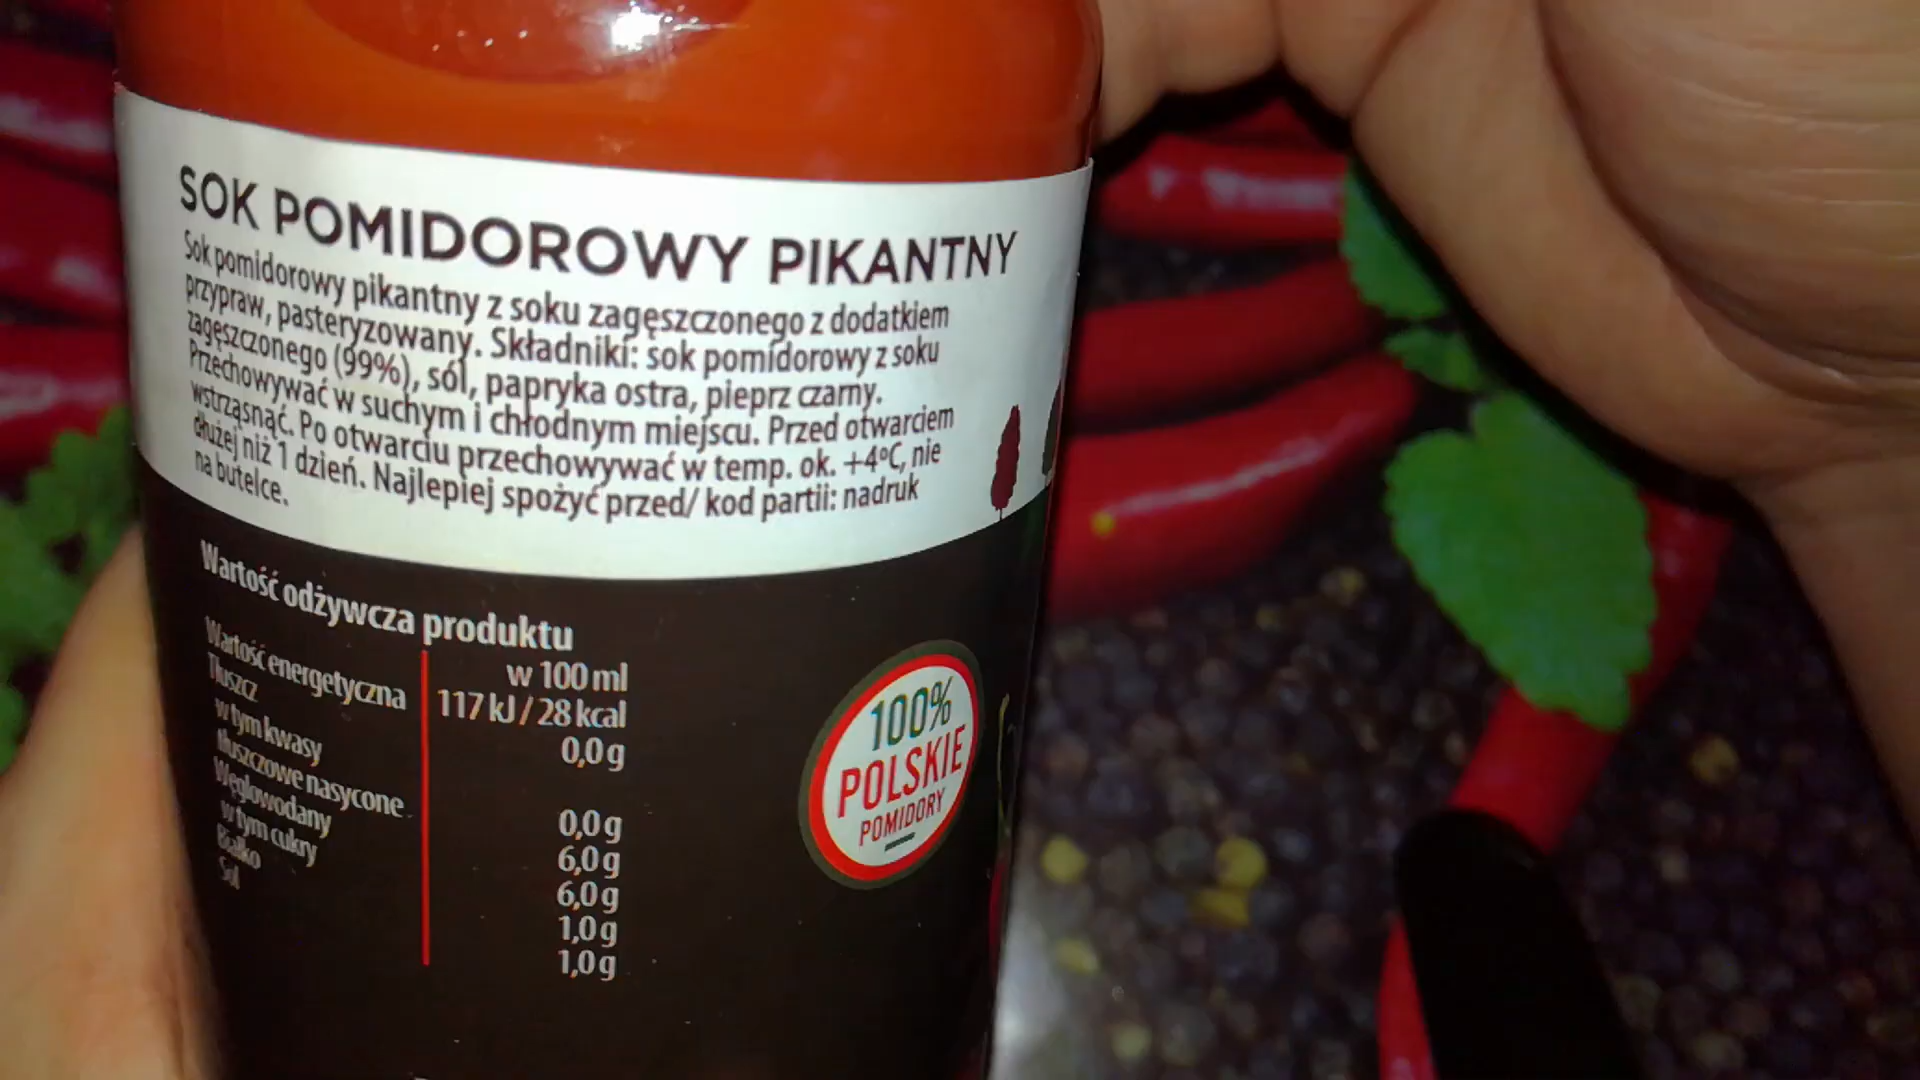 SOK POMIDOROWY PIKANTNY
Sok pomidorowy pikantny z soku zagęszczonego z dodatkiem
przypraw, pasteryzowany. Składniki: sok pomidorowy z soku
zagęszczonego (99%), sól, papryka ostra, pieprz czarny.
Przechowywać w suchym i chłodnym miejscu. Przed otwarciem
wstrząsnąć. Po otwarciu przechowywać w temp. ok. +4°C, nie
dłużej niż 1 dzień. Najlepiej spożyć przed/ kod partii: nadruk
na butelce.
Wartość odżywcza produktu
w 100 ml
Wartość energetyczna 117 kJ / 28 kcal
Tłuszcz 0,0 g
w tym kwasy
tłuszczowe nasycone 0,0 g
Węglowodany 6,0 g
w tym cukry 6,0 g
Białko 1,0 g
Sól 1,0 g
100%
POLSKIE
POMIDORY